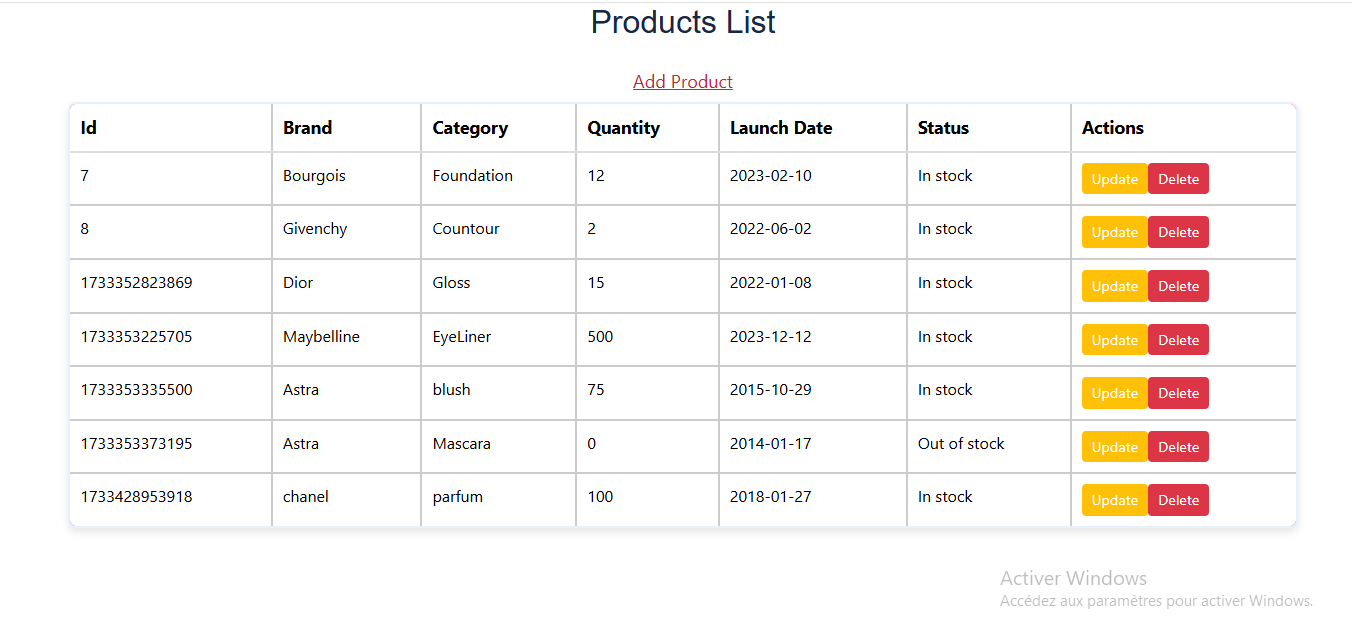 Products List
Add Product
Id Brand Category Quantity Launch Date Status Actions
7 Bourgois Foundation 12 2023-02-10 In stock Update Delete
8 Givenchy Countour 2 2022-06-02 In stock Update Delete
1733352823869 Dior Gloss 15 2022-01-08 In stock Update Delete
1733353225705 Maybelline EyeLiner 500 2023-12-12 In stock Update Delete
1733353335500 Astra blush 75 2015-10-29 In stock Update Delete
1733353373195 Astra Mascara 0 2014-01-17 Out of stock Update Delete
1733428953918 chanel parfum 100 2018-01-27 In stock Update Delete
Activer Windows
Accédez aux paramètres pour activer Windows.